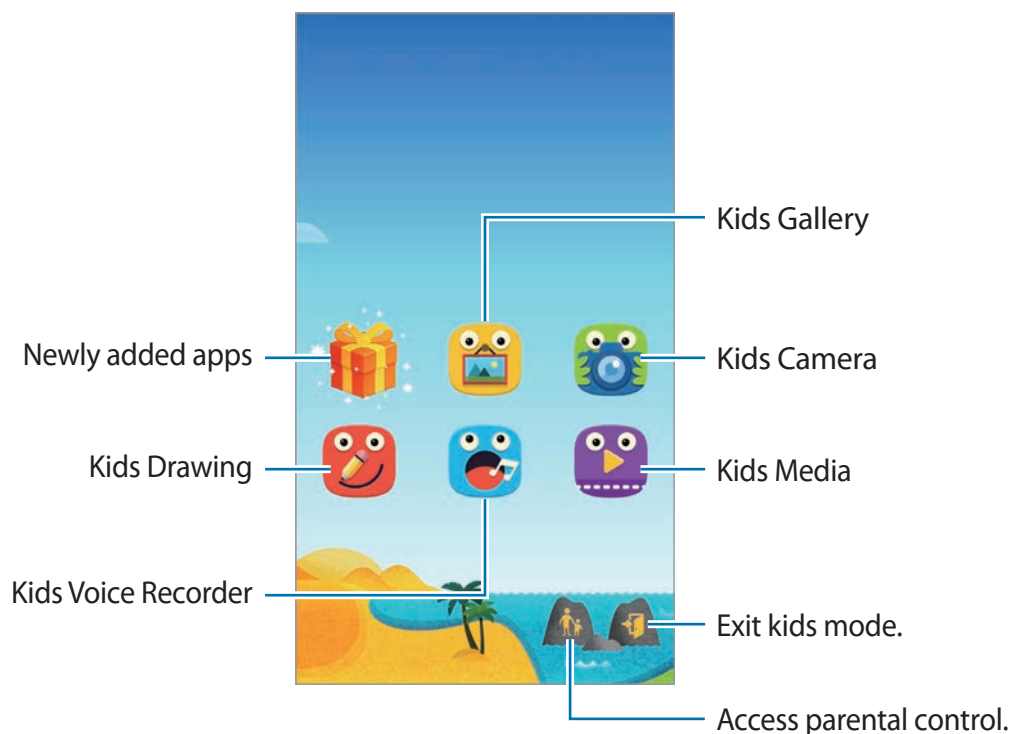 Kids Gallery
Newly added apps
Kids Camera
Kids Drawing
Kids Media
Kids Voice Recorder
Exit kids mode.
Access parental control.